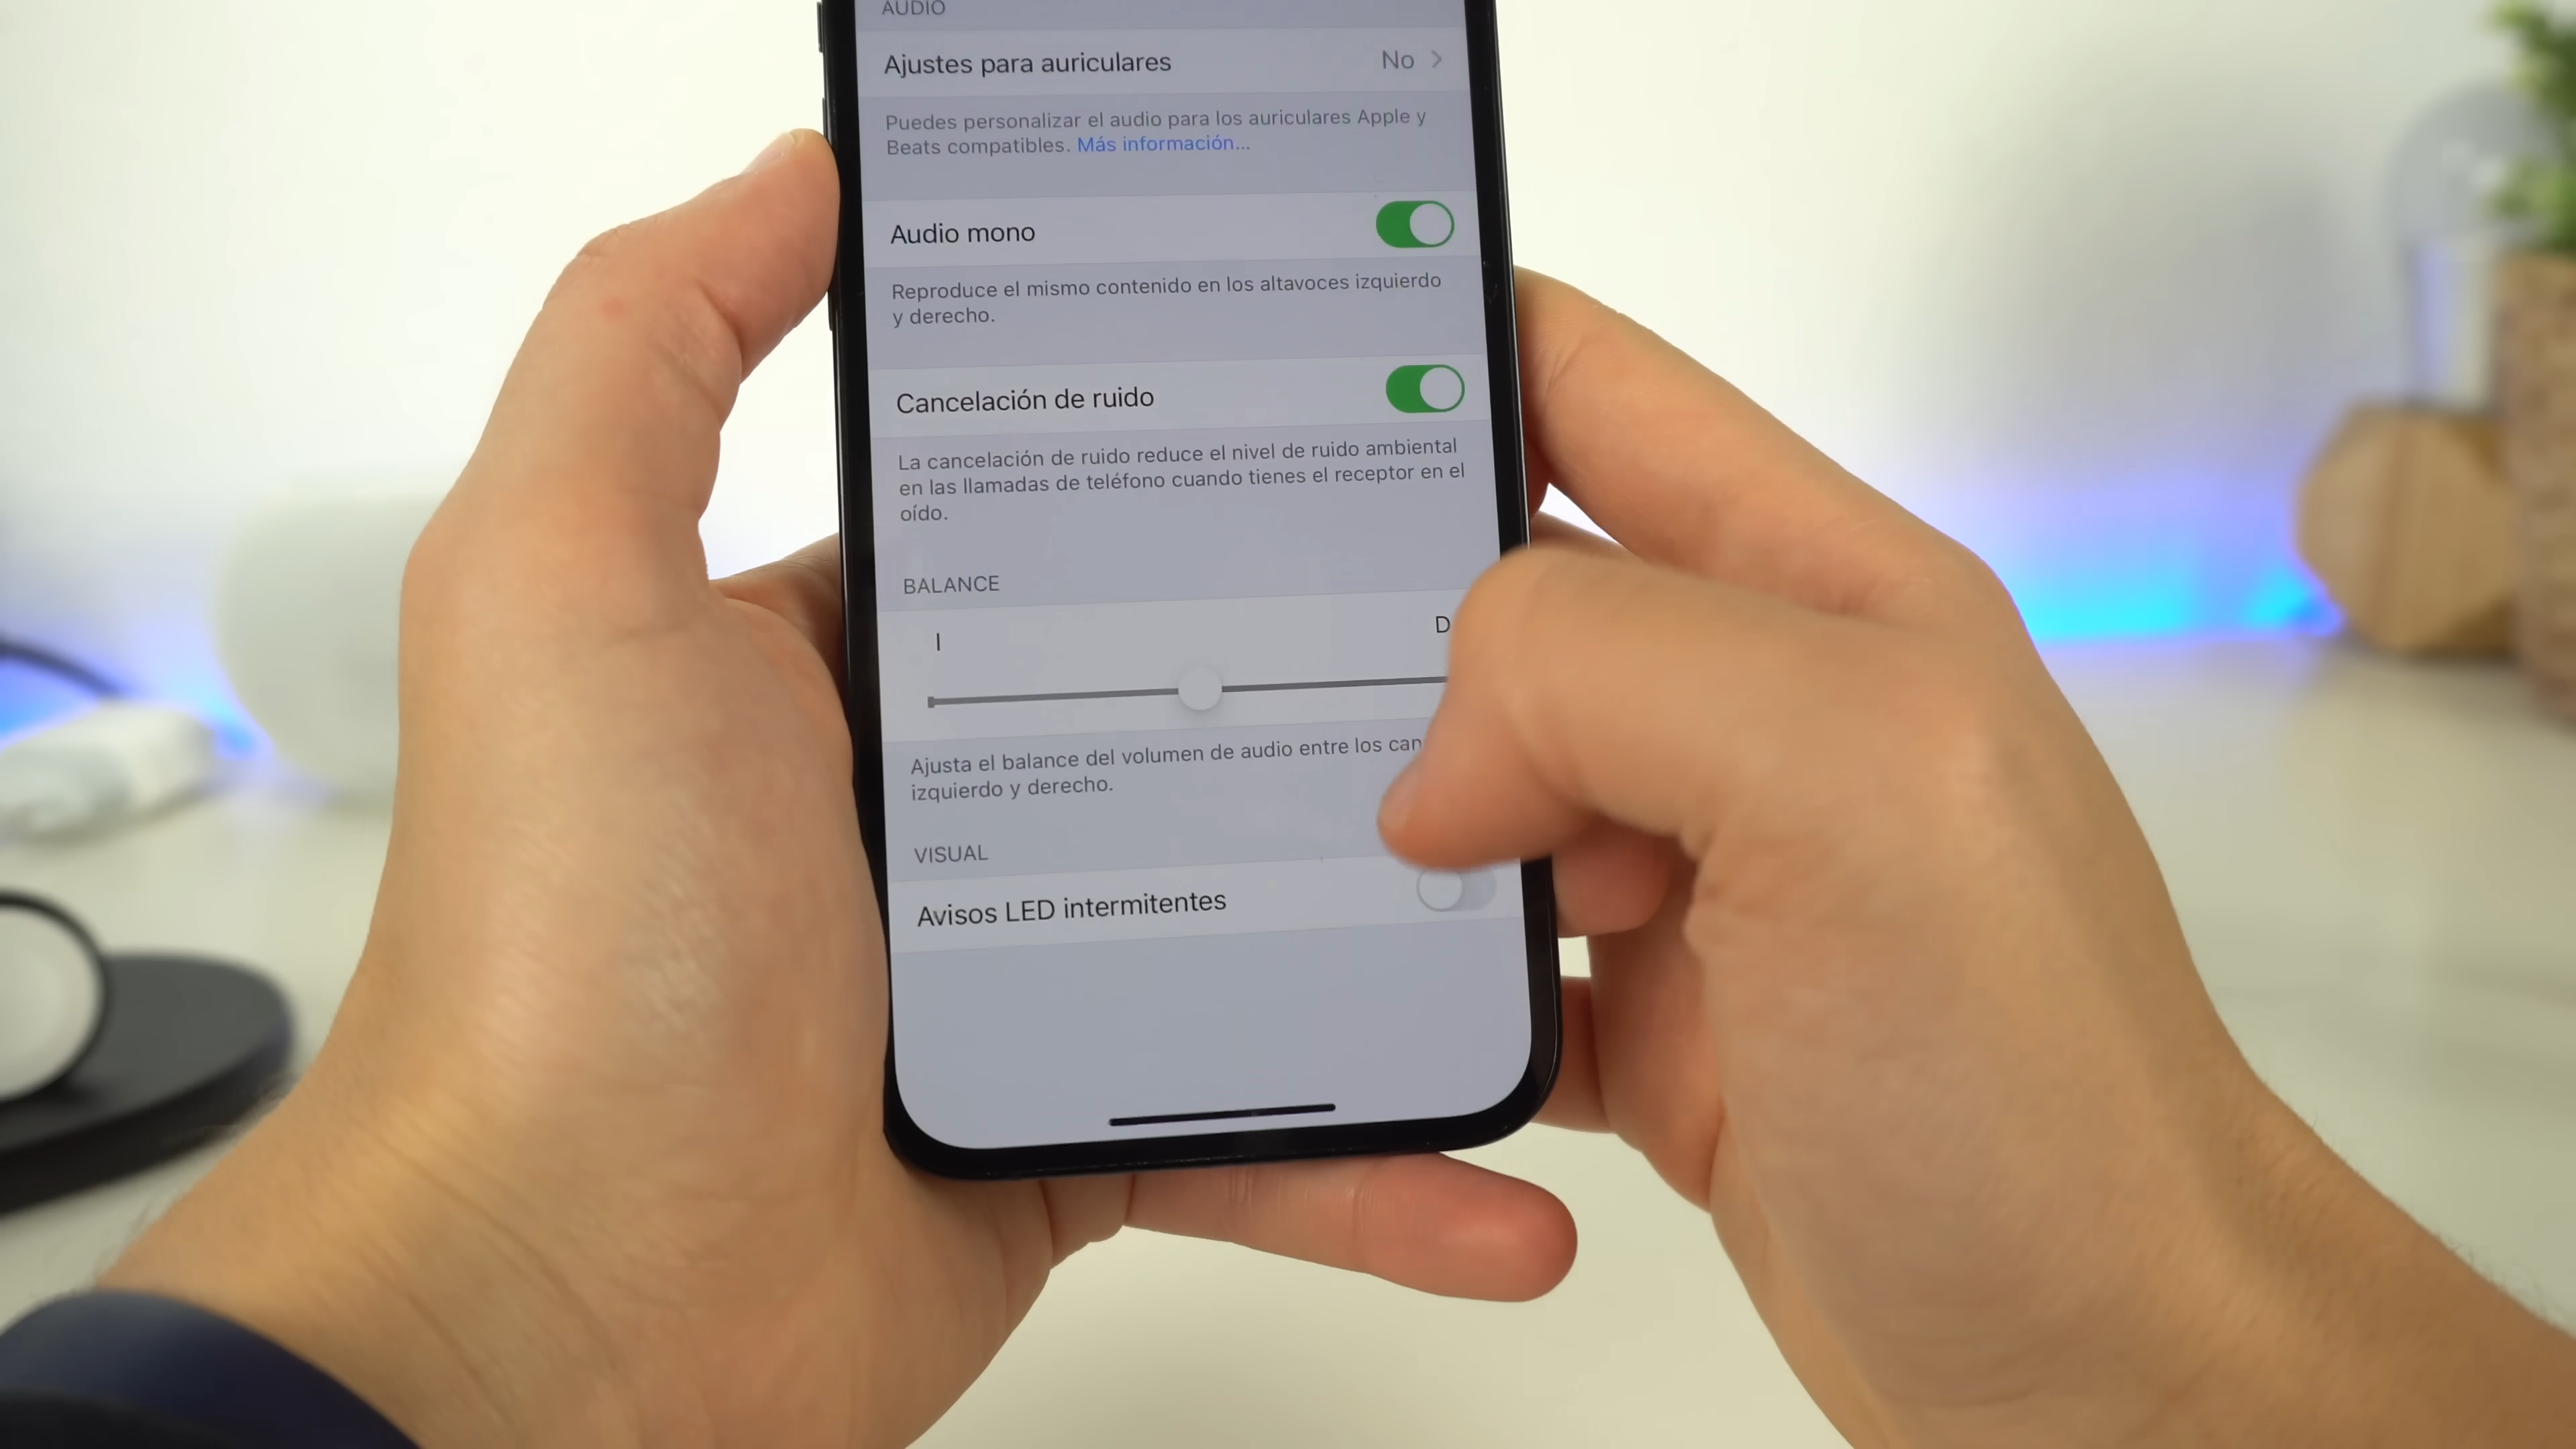 AUDIO
Ajustes para auriculares No
Puedes personalizar el audio para los auriculares Apple y
Beats compatibles. Más información...
Audio mono
Reproduce el mismo contenido en los altavoces izquierdo
y derecho.
Cancelación de ruido
La cancelación de ruido reduce el nivel de ruido ambiental
en las llamadas de teléfono cuando tienes el receptor en el
oído.
BALANCE
I D
Ajusta el balance del volumen de audio entre los
izquierdo y derecho.
VISUAL
Avisos LED intermitentes